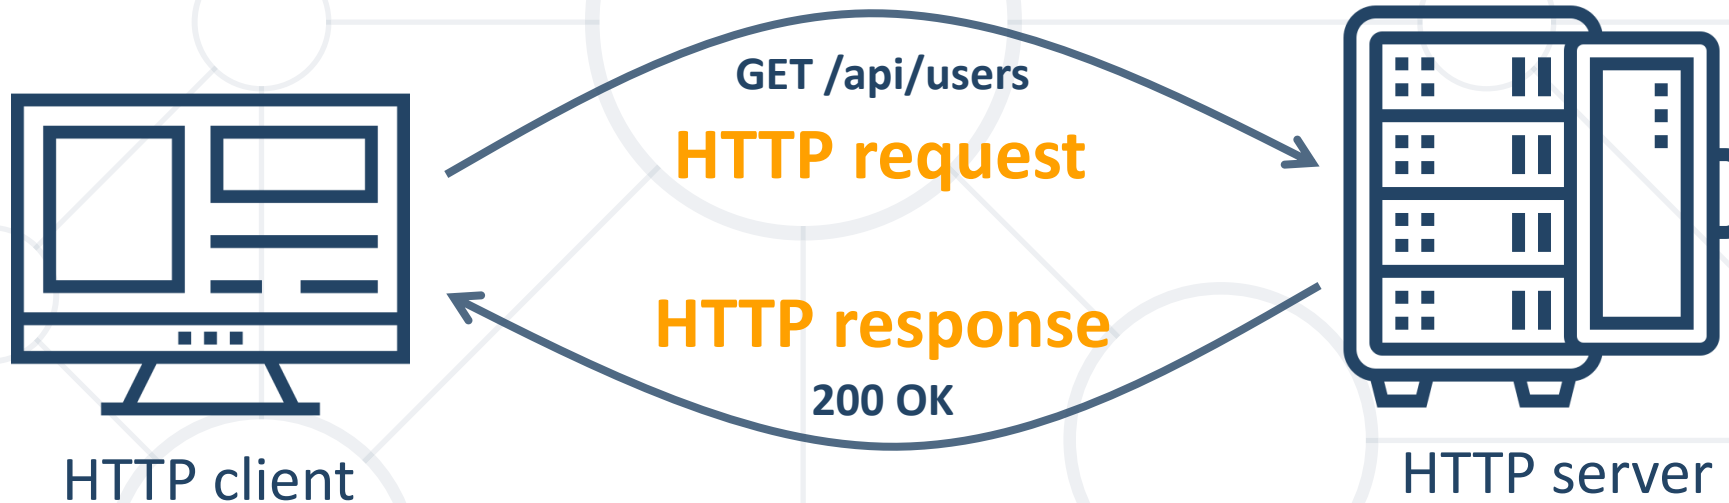 GET /api/users
HTTP request
HTTP response
200 OK
HTTP client
HTTP server